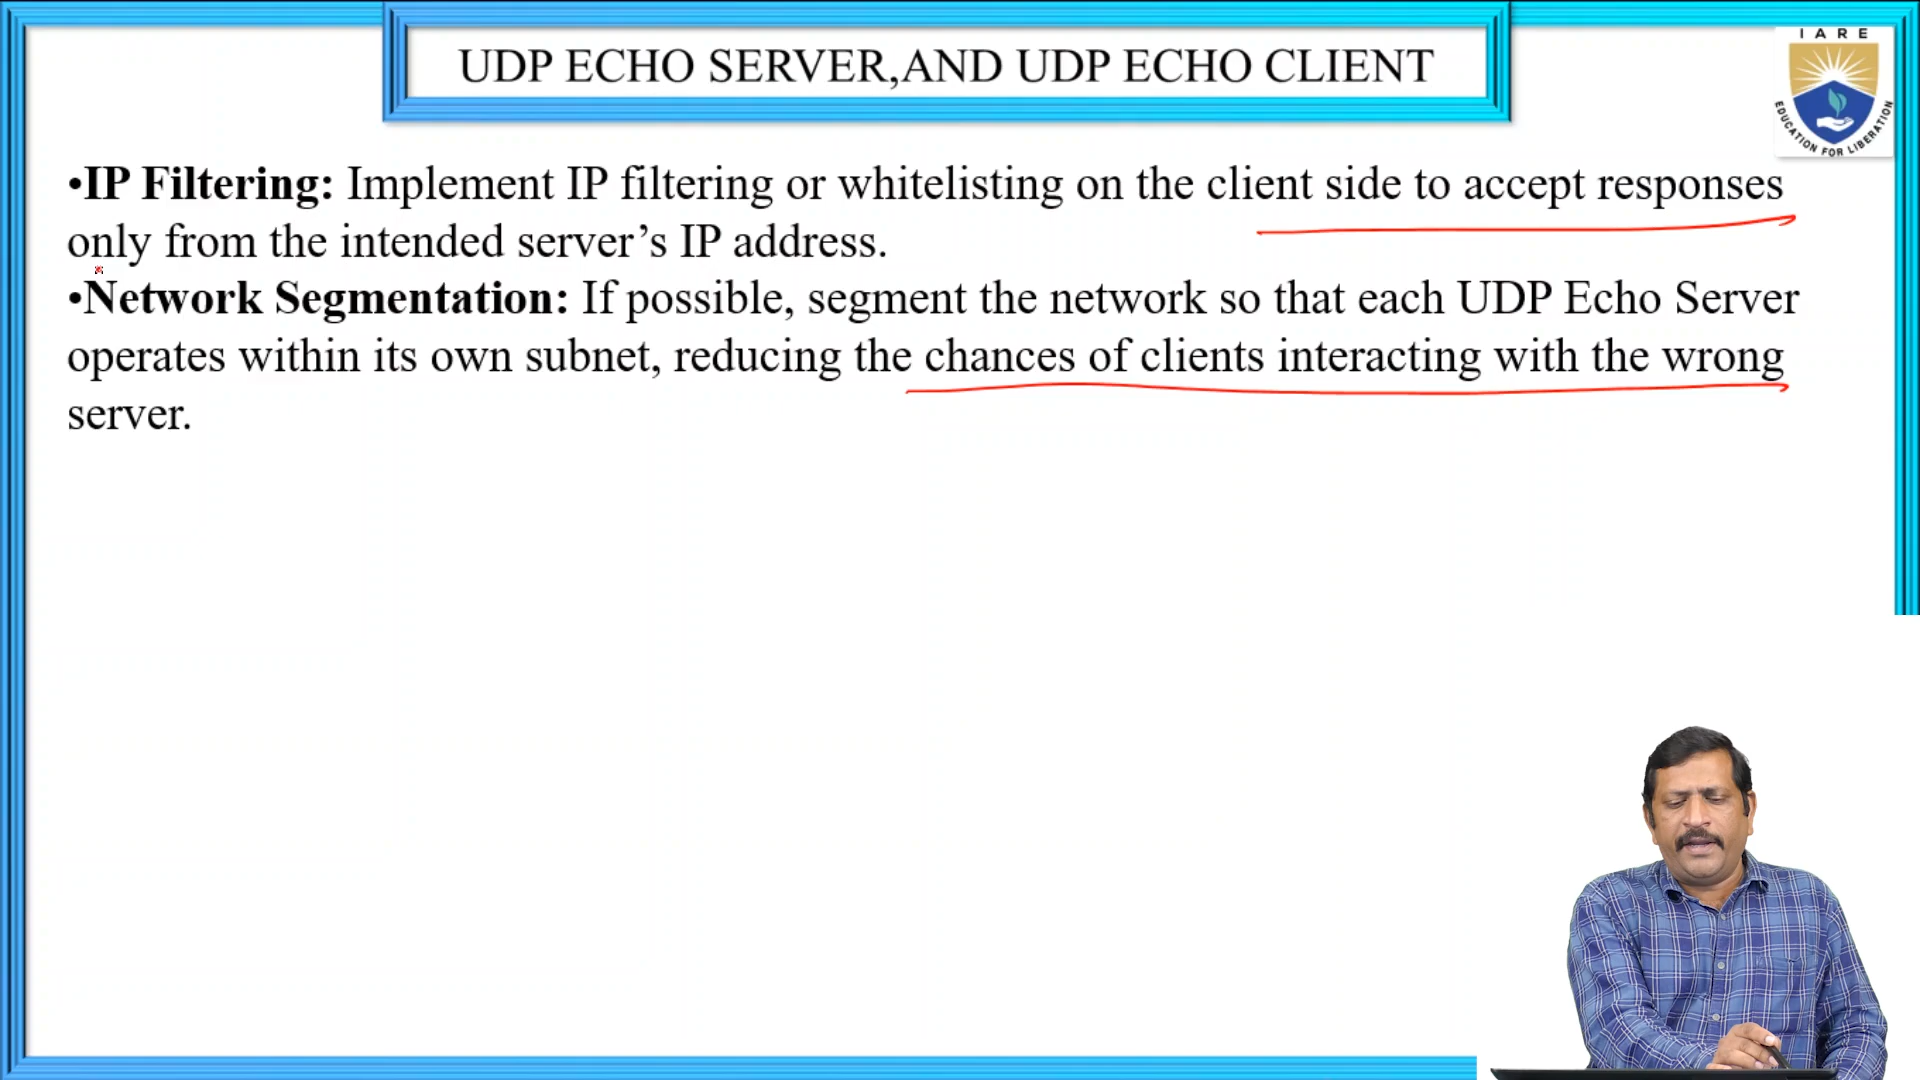 UDP ECHO SERVER,AND UDP ECHO CLIENT
IARE
EDUCATION FOR LIBERATION
•IP Filtering: Implement IP filtering or whitelisting on the client side to accept responses
only from the intended server’s IP address.
•Network Segmentation: If possible, segment the network so that each UDP Echo Server
operates within its own subnet, reducing the chances of clients interacting with the wrong
server.